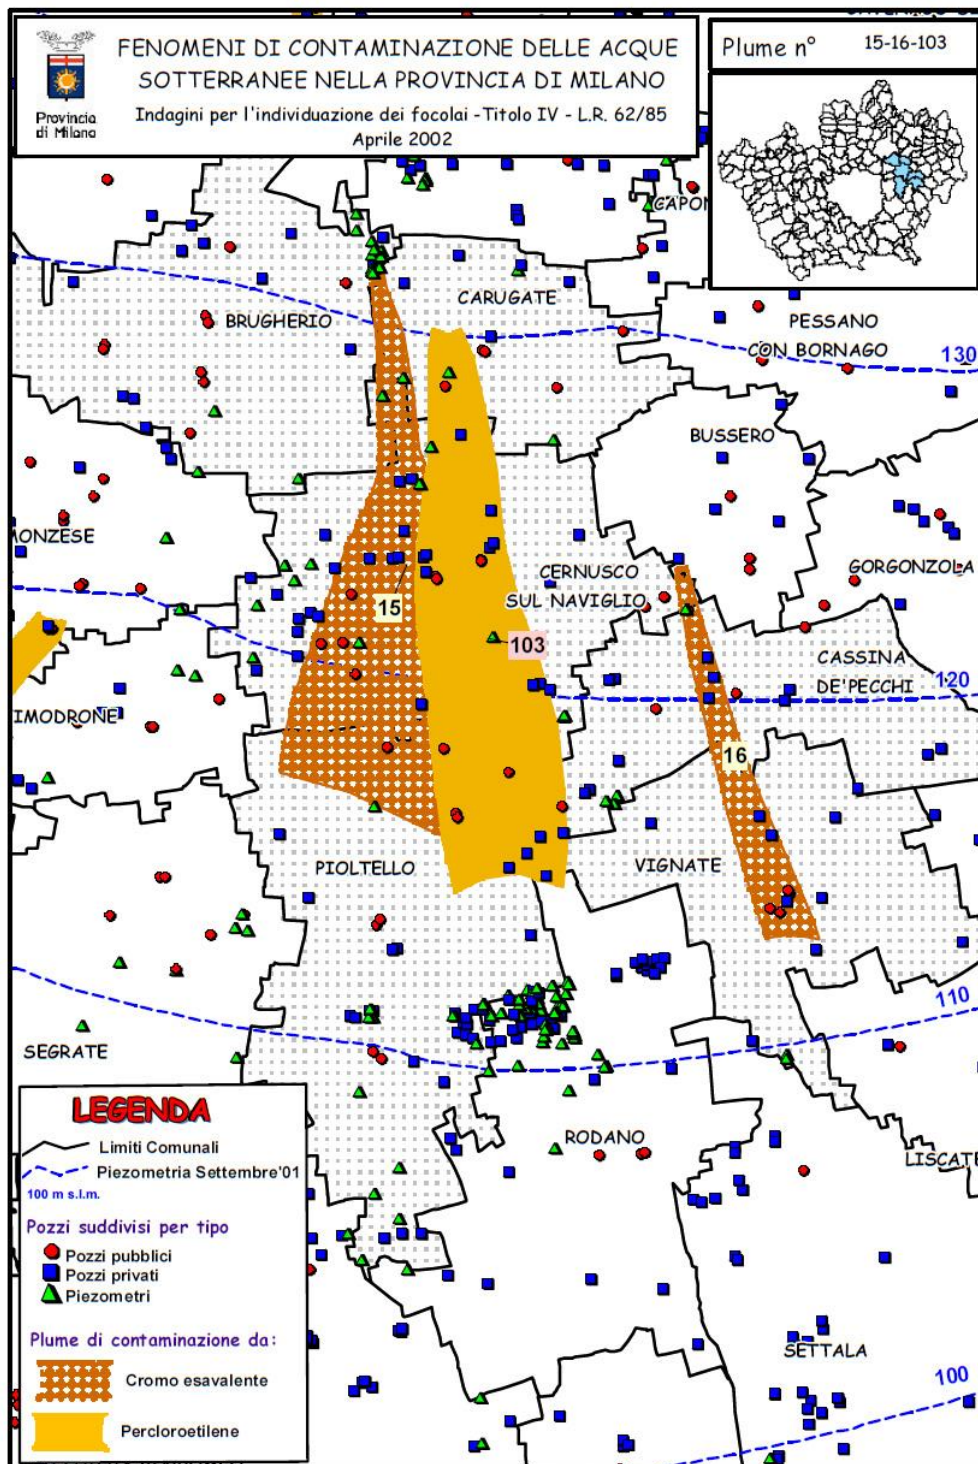 FENOMENI DI CONTAMINAZIONE DELLE ACQUE
SOTTERRANEE NELLA PROVINCIA DI MILANO
Indagini per l'individuazione dei focolai - Titolo IV - L.R. 62/85
Aprile 2002
Provincia
di Milano
Plume n° 15-16-103
CAPON
CARUGATE
BRUGHERIO
PESSANO
CON BORNAGO
130
BUSSERO
MONZESE
GORGONZOLA
CERNUSCO
SUL NAVIGLIO
15
103
CASSINA
DE'PECCHI
120
IMODRONE
16
PIOLTELLO
VIGNATE
110
SEGRATE
RODANO
LISCATE
SETTALA
100
LEGENDA
Limiti Comunali
Piezometria Settembre'01
100 m s.l.m.
Pozzi suddivisi per tipo
Pozzi pubblici
Pozzi privati
Piezometri
Plume di contaminazione da:
Cromo esavalente
Percloroetilene